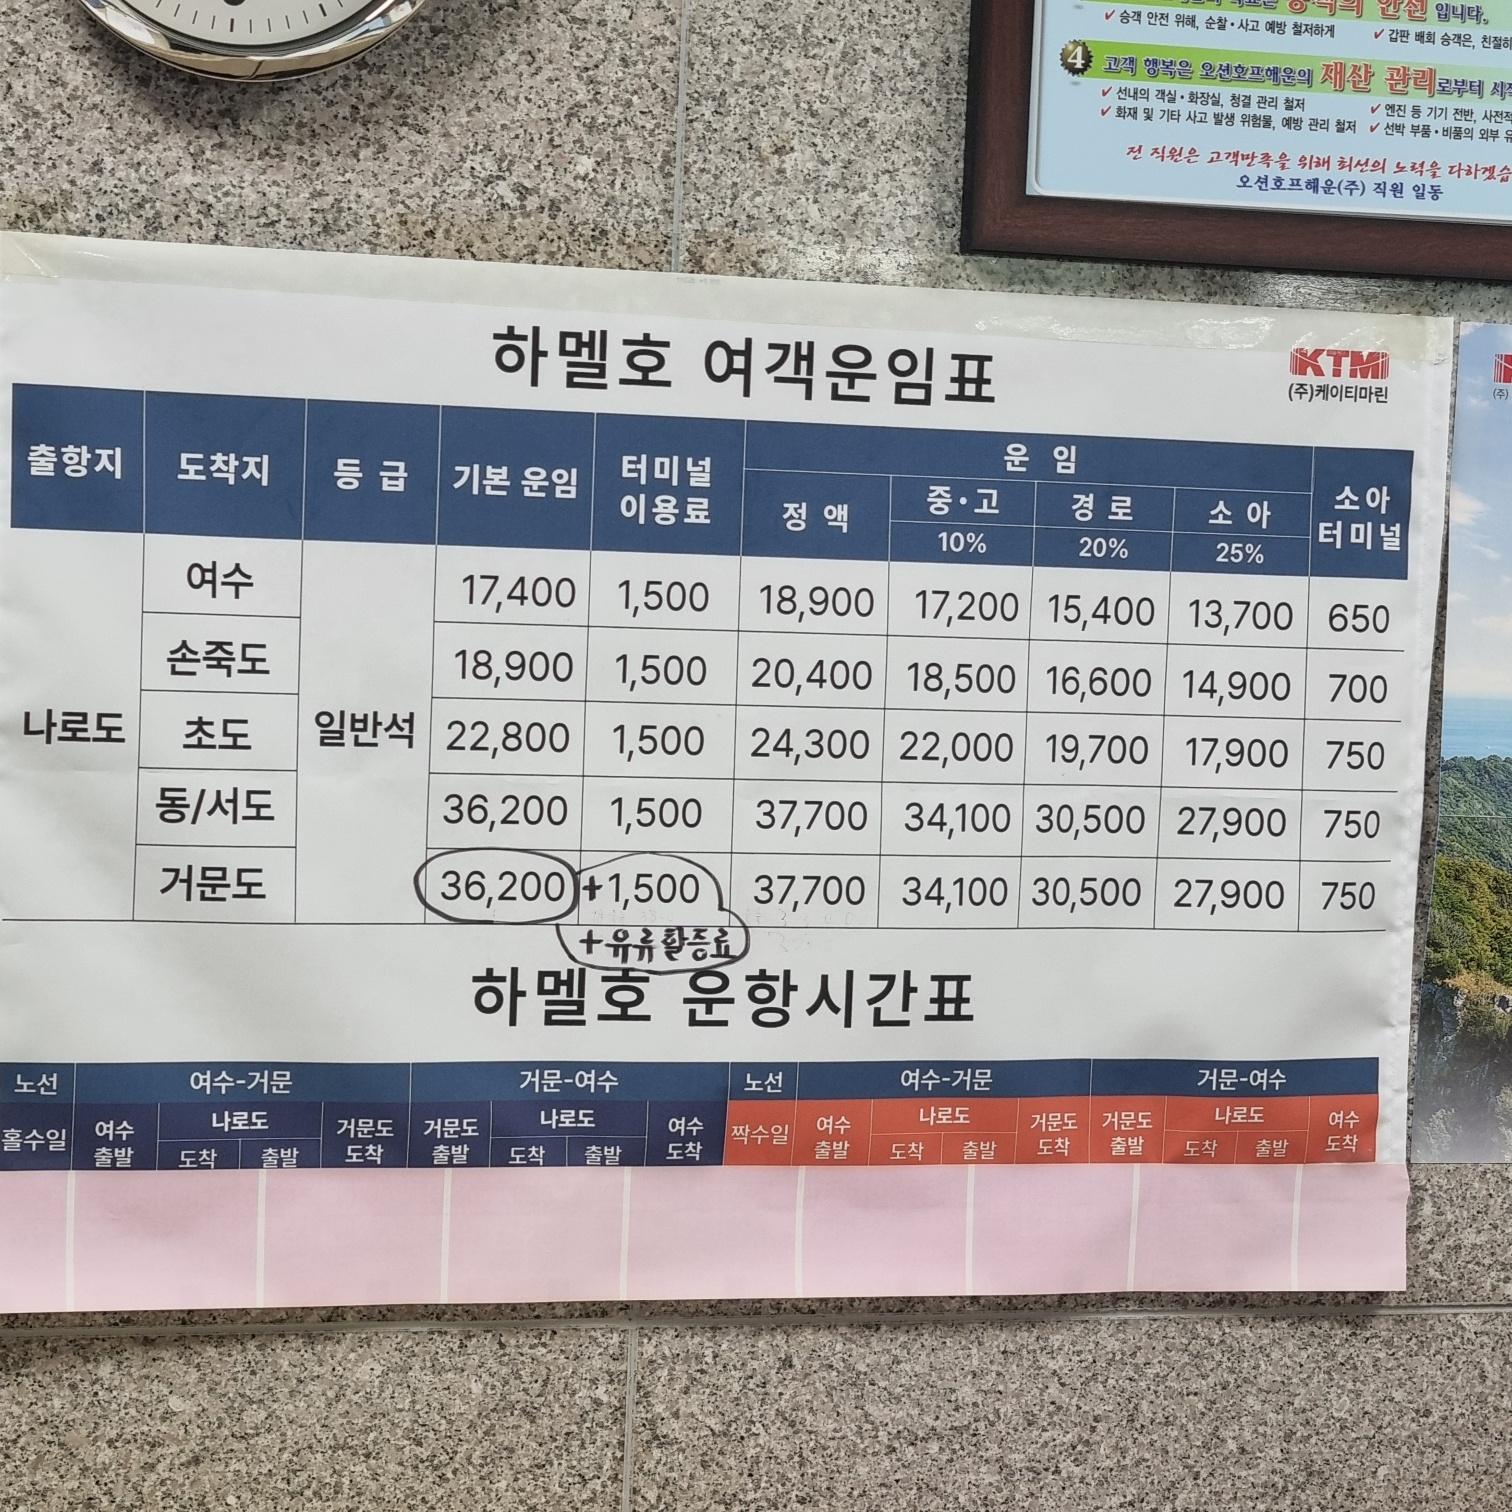 승객의 안전 입니다.
✓ 승객 안전 위해, 순찰·사고 예방 철저하게 ✓ 갑판 배회 승객은, 친절히
4 고객 행복은 오션호프해운의 재산 관리로부터 시작
✓ 선내의 객실·화장실, 청결 관리 철저 ✓ 엔진 등 기기 전반, 사전적
✓ 화재 및 기타 사고 발생 위험물, 예방 관리 철저 ✓ 선박 부품·비품의 외부 유
전 직원은 고객만족을 위해 최선의 노력을 다하겠습
오션호프해운(주) 직원 일동
하멜호 여객운임표
KTM
(주)케이티마린
(주)
출항지 도착지 등 급 기본 운임 터미널 이용료 운 임 소아 터미널
정 액 중·고 경 로 소 아
10% 20% 25%
나로도 일반석
여수 17,400 1,500 18,900 17,200 15,400 13,700 650
손죽도 18,900 1,500 20,400 18,500 16,600 14,900 700
초도 22,800 1,500 24,300 22,000 19,700 17,900 750
동/서도 36,200 1,500 37,700 34,100 30,500 27,900 750
거문도 36,200 +1,500 37,700 34,100 30,500 27,900 750
+유류할증료
하멜호 운항시간표
노선 여수-거문 거문-여수 노선 여수-거문 거문-여수
홀수일 여수 출발 나로도 도착 출발 거문도 도착 거문도 출발 나로도 도착 출발 여수 도착 짝수일 여수 출발 나로도 도착 출발 거문도 도착 거문도 출발 나로도 도착 출발 여수 도착